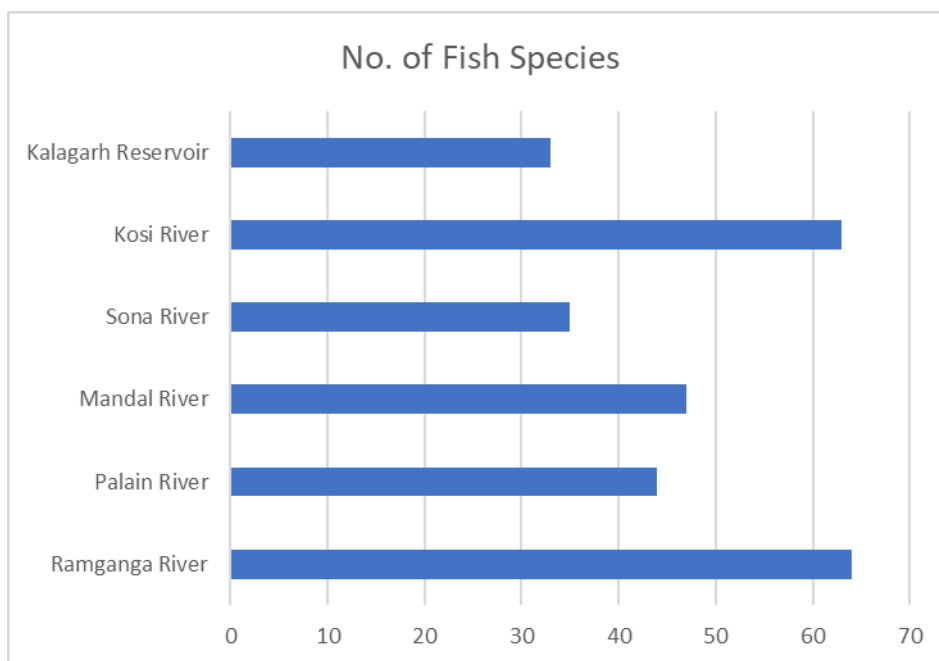 No. of Fish Species
Kalagarh Reservoir
Kosi River
Sona River
Mandal River
Palain River
Ramganga River
0 10 20 30 40 50 60 70